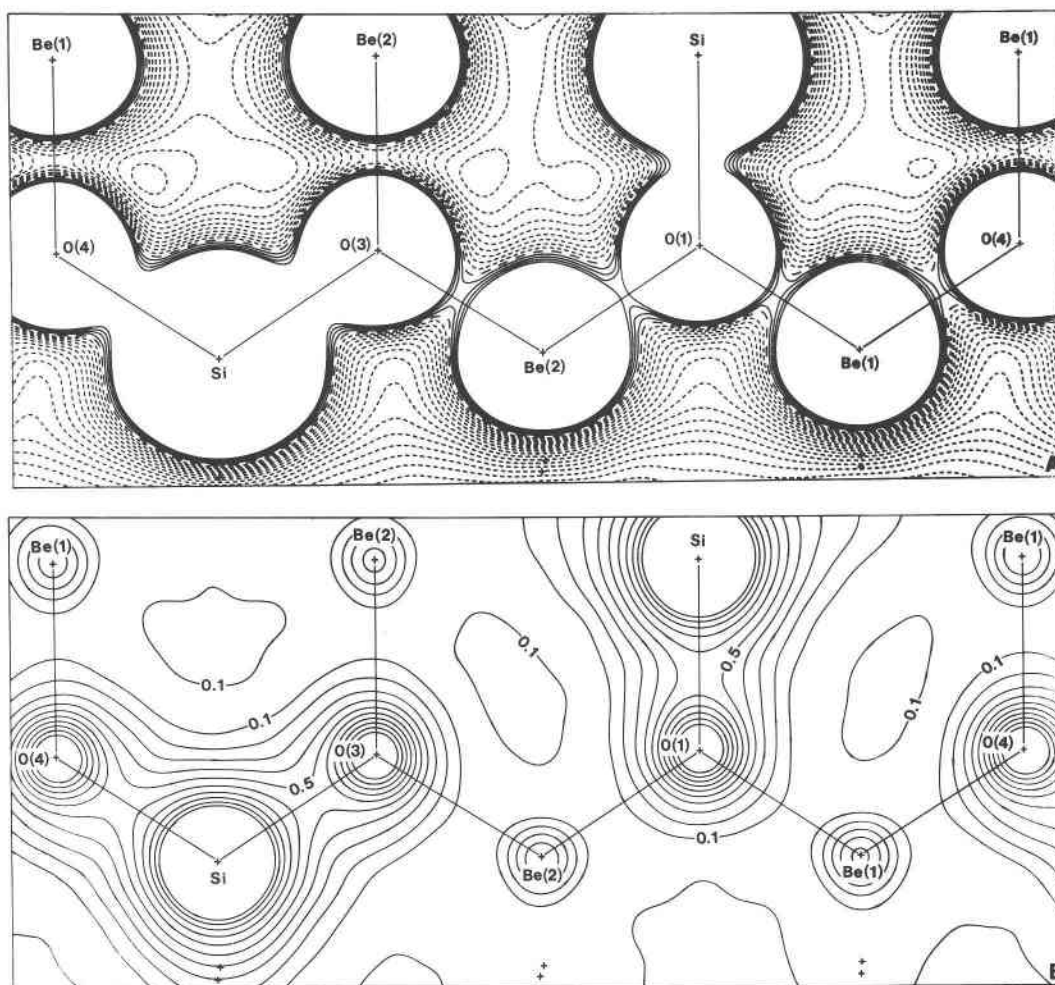 Be(1) Be(2) Si Be(1)
O(4) O(3) O(1) O(4)
Si Be(2) Be(1)
A
Be(1) Be(2) Si Be(1)
0.1 0.1 0.5 0.1
0.1 0.1
O(4) O(3) O(1) O(4)
0.5
0.1
Si Be(2) Be(1)